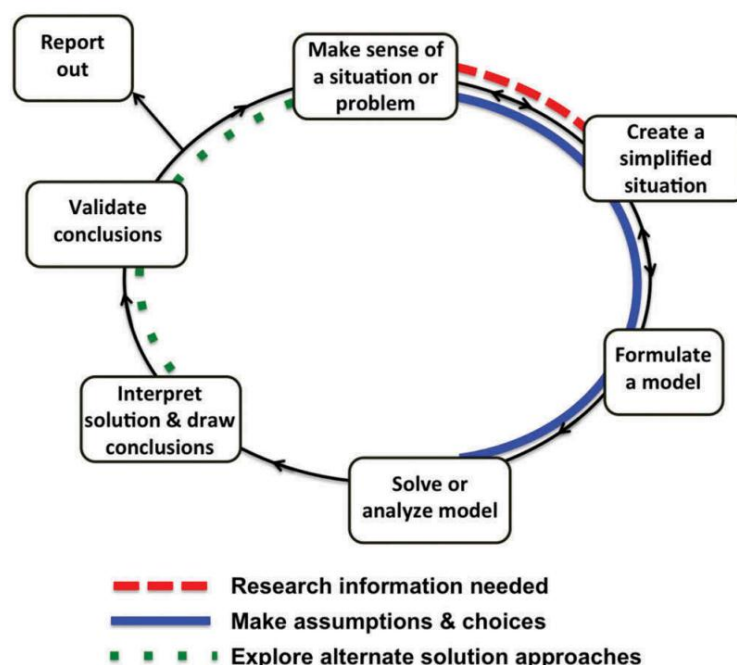 Report
out
Make sense of
a situation or
problem
Create a
simplified
situation
Validate
conclusions
Formulate
a model
Interpret
solution & draw
conclusions
Solve or
analyze model
Research information needed
Make assumptions & choices
Explore alternate solution approaches